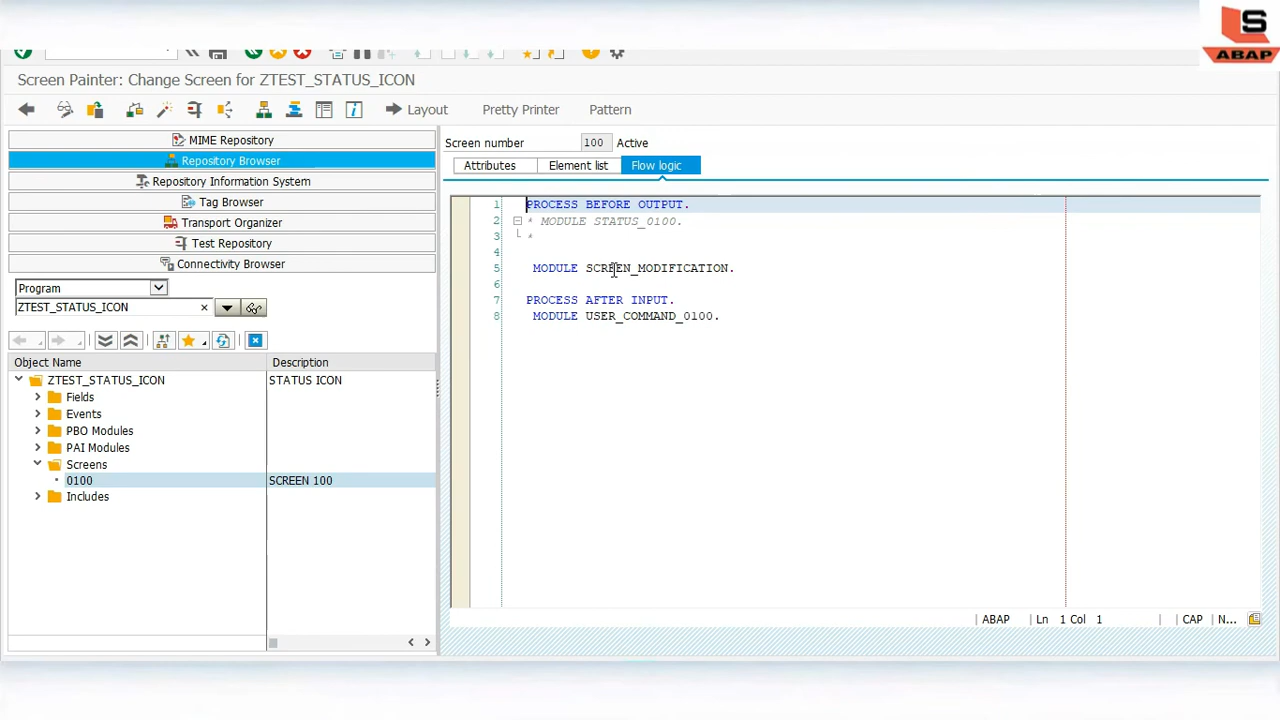 S
ABAP
Screen Painter: Change Screen for ZTEST_STATUS_ICON
Layout Pretty Printer Pattern
MIME Repository
Repository Browser
Repository Information System
Tag Browser
Transport Organizer
Test Repository
Connectivity Browser
Program
ZTEST_STATUS_ICON
Object Name Description
ZTEST_STATUS_ICON STATUS ICON
Fields
Events
PBO Modules
PAI Modules
Screens
0100 SCREEN 100
Includes
Screen number 100 Active
Attributes Element list Flow logic
1 PROCESS BEFORE OUTPUT.
2 * MODULE STATUS_0100.
3 *
4
5 MODULE SCREEN_MODIFICATION.
6
7 PROCESS AFTER INPUT.
8 MODULE USER_COMMAND_0100.
ABAP Ln 1 Col 1 CAP N...